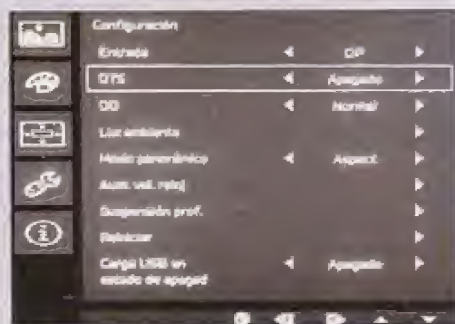 Configuración
Entrada DP
DTS Apagado
OD Normal
Luz ambiente
Modo panorámico Aspect
Aum. vel. reloj
Suspensión prof.
Reiniciar
Carga USB en Apagado
estado de apagad